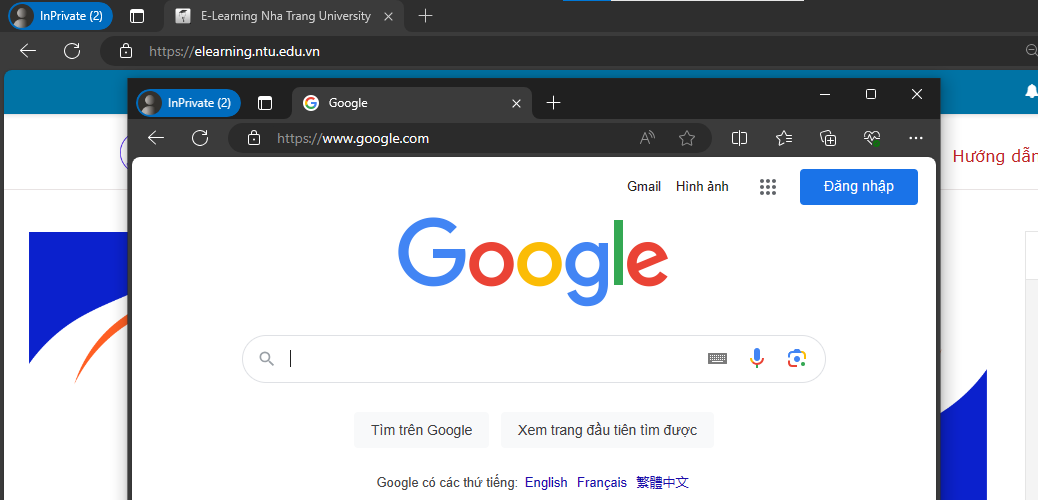 InPrivate (2) E-Learning Nha Trang University
https://elearning.ntu.edu.vn
InPrivate (2) Google
https://www.google.com
Hướng dẫn
Gmail Hình ảnh Đăng nhập
Google
Tìm trên Google Xem trang đầu tiên tìm được
Google có các thứ tiếng: English Français 繁體中文